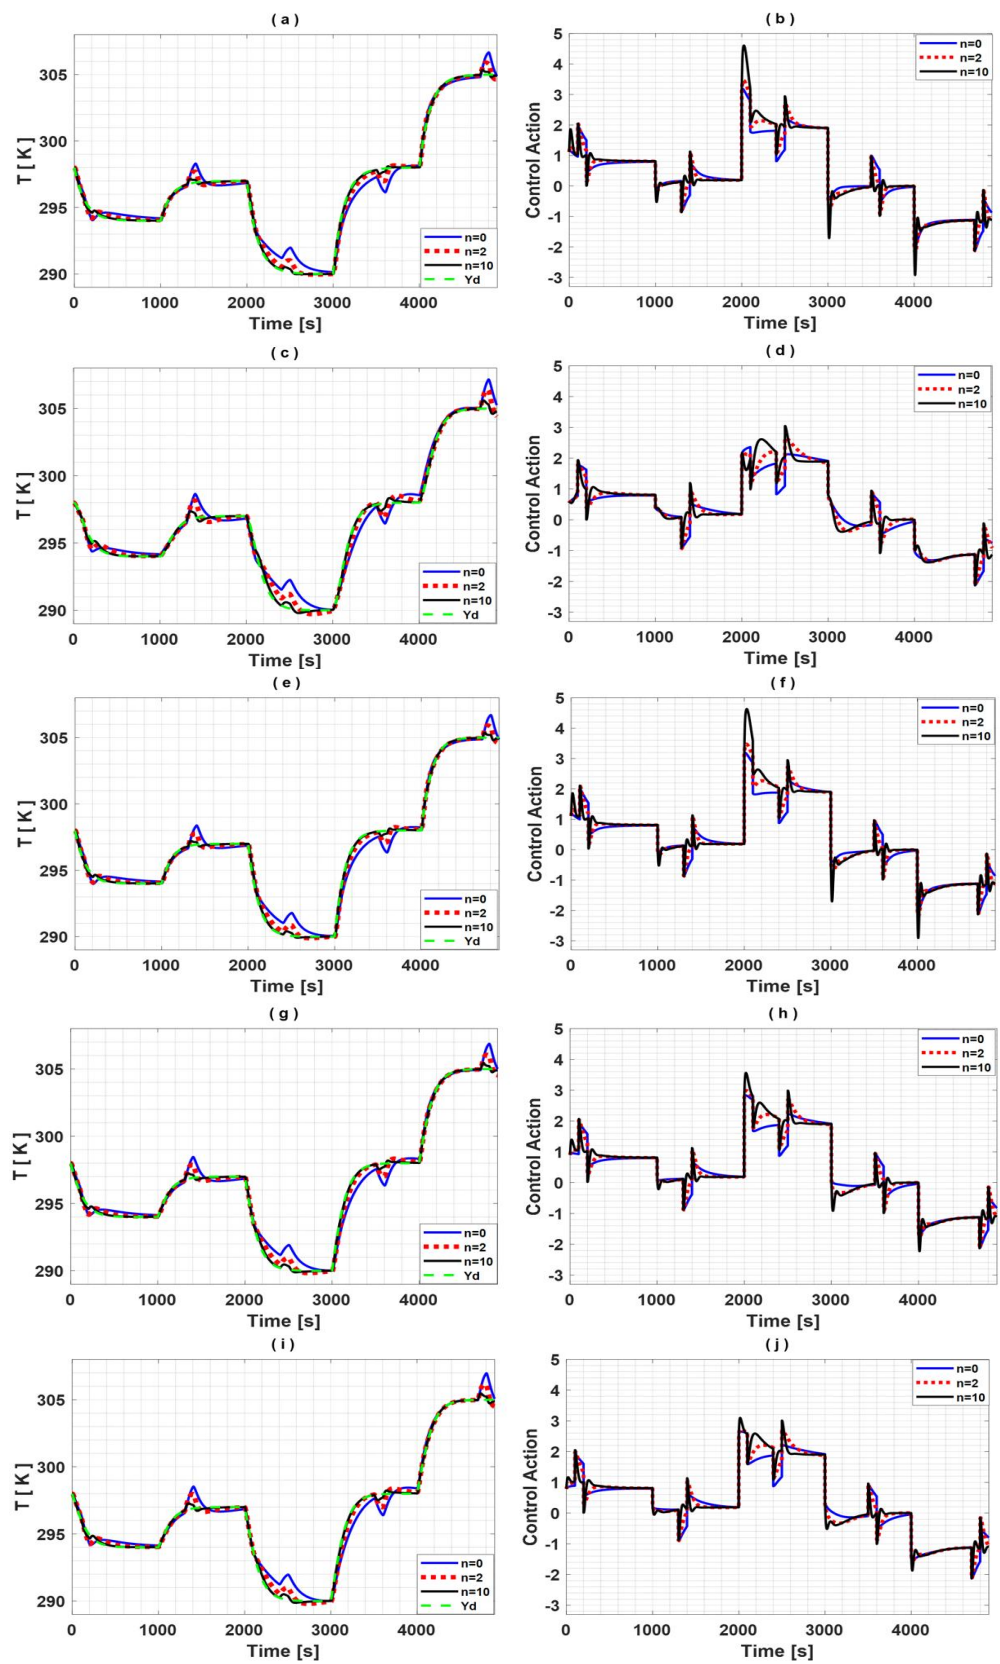 ( a )
T [ K ]
305
300
295
290
n=0
n=2
n=10
Yd
0 1000 2000 3000 4000
Time [s]
( b )
Control Action
5
4
3
2
1
0
-1
-2
-3
n=0
n=2
n=10
0 1000 2000 3000 4000
Time [s]
( c )
T [ K ]
305
300
295
290
n=0
n=2
n=10
Yd
0 1000 2000 3000 4000
Time [s]
( d )
Control Action
5
4
3
2
1
0
-1
-2
-3
n=0
n=2
n=10
0 1000 2000 3000 4000
Time [s]
( e )
T [ K ]
305
300
295
290
n=0
n=2
n=10
Yd
0 1000 2000 3000 4000
Time [s]
( f )
Control Action
5
4
3
2
1
0
-1
-2
-3
n=0
n=2
n=10
0 1000 2000 3000 4000
Time [s]
( g )
T [ K ]
305
300
295
290
n=0
n=2
n=10
Yd
0 1000 2000 3000 4000
Time [s]
( h )
Control Action
5
4
3
2
1
0
-1
-2
-3
n=0
n=2
n=10
0 1000 2000 3000 4000
Time [s]
( i )
T [ K ]
305
300
295
290
n=0
n=2
n=10
Yd
0 1000 2000 3000 4000
Time [s]
( j )
Control Action
5
4
3
2
1
0
-1
-2
-3
n=0
n=2
n=10
0 1000 2000 3000 4000
Time [s]